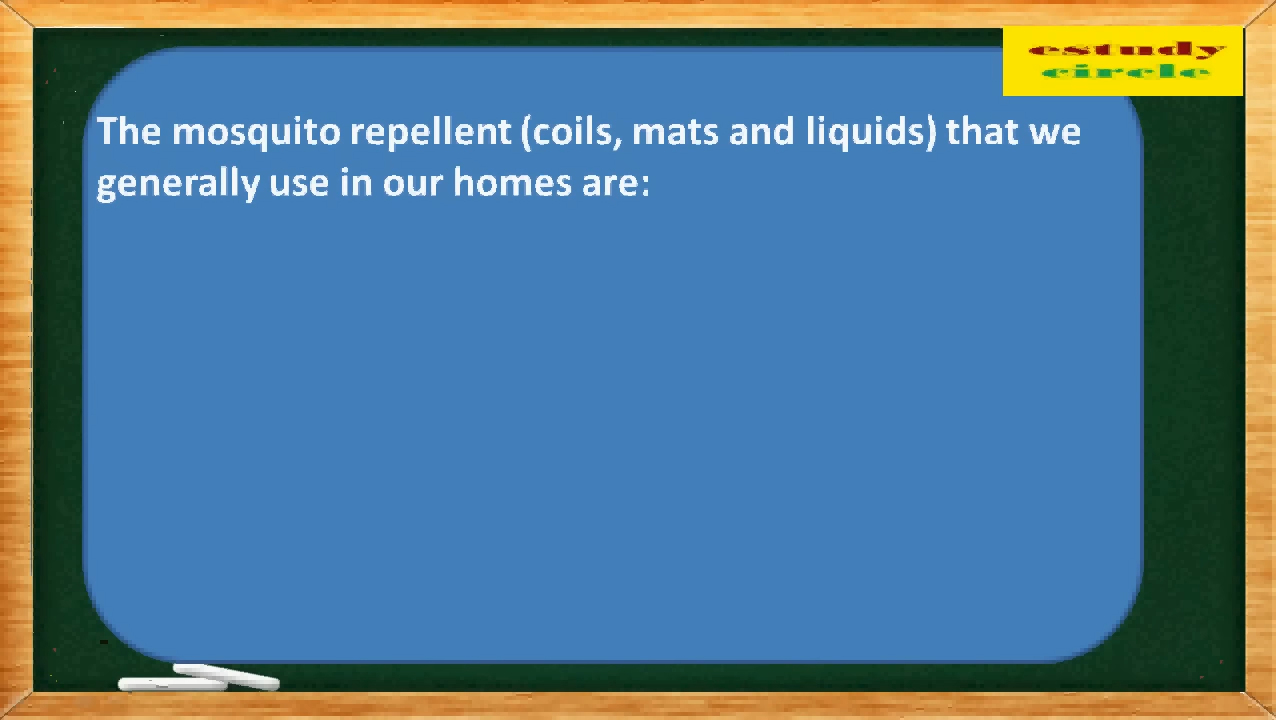 estudy
circle
The mosquito repellent (coils, mats and liquids) that we
generally use in our homes are: